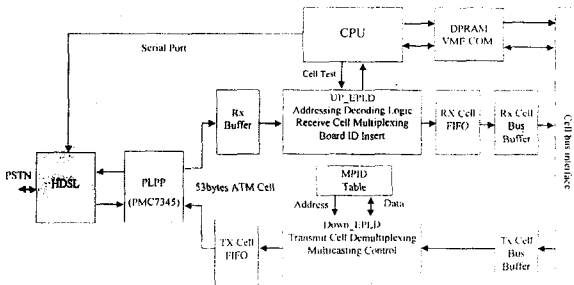 CPU
DPRAM
VME COM
Serial Port
Cell Test
Rx
Buffer
UP_EPLD
Addressing Decoding Logic
Receive Cell Multiplexing
Board ID Insert
RX Cell
FIFO
Rx Cell
Bus
Buffer
Cell bus interface
PSTN
HDSL
PLPP
(PMC7345)
53bytes ATM Cell
MPID
Table
Address
Data
Down_EPLD
Transmit Cell Demultiplexing
Multicasting Control
TX Cell
FIFO
Tx Cell
Bus
Buffer